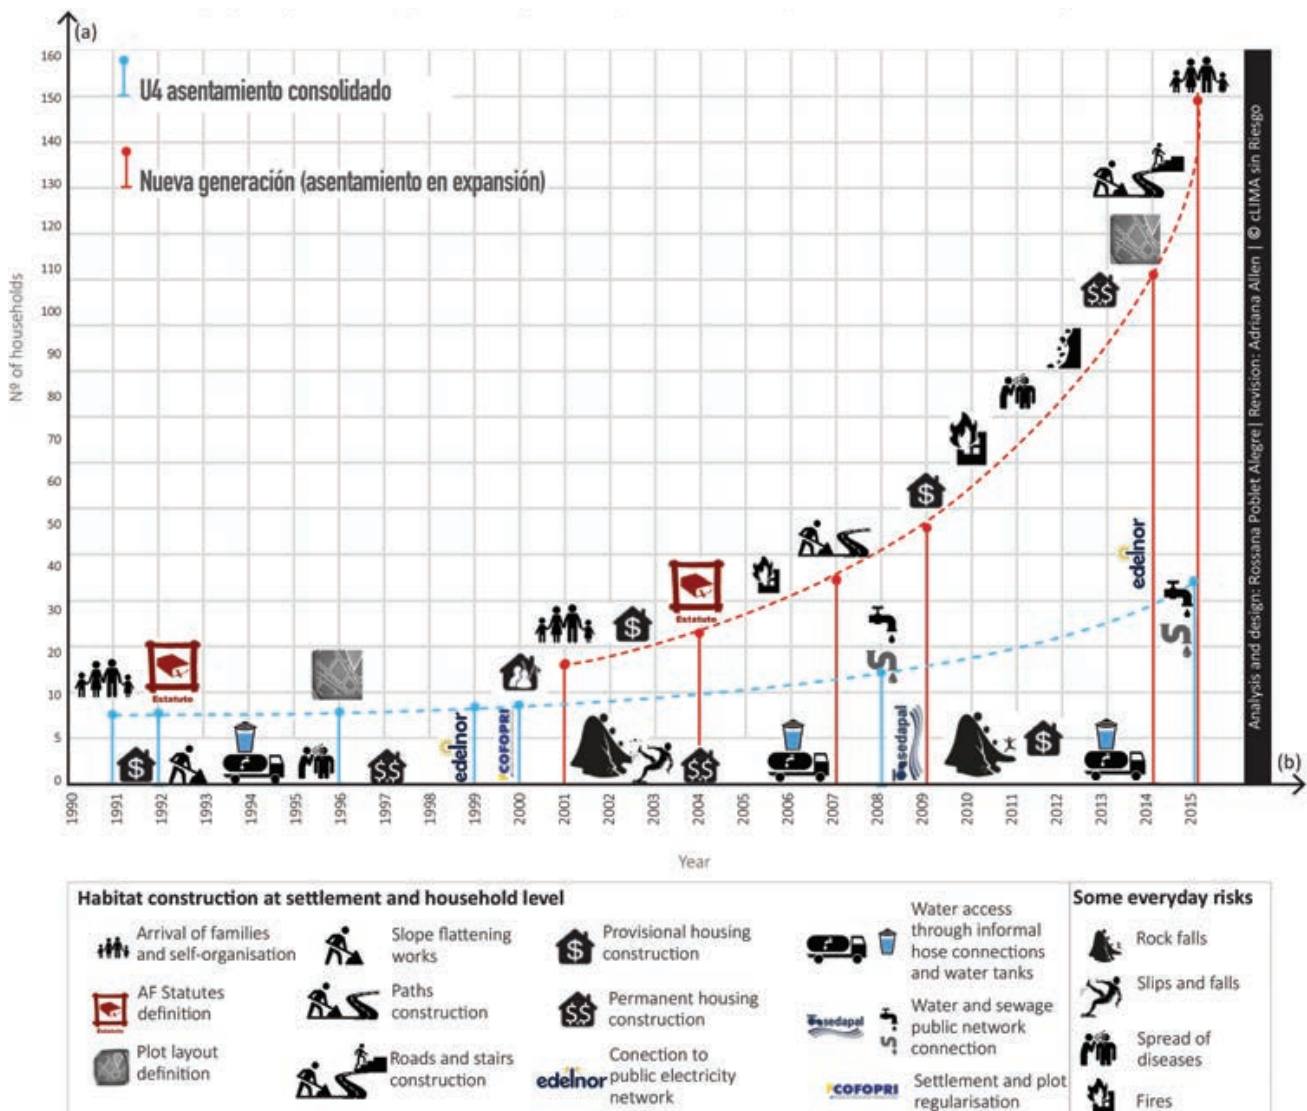 (a)
160
150
140
130
120
110
100
90
80
70
60
50
40
30
20
10
5
0
Nº of households
U4 asentamiento consolidado
Nueva generación (asentamiento en expansión)
Estatuto
Estatuto
edelnor
COFOPRI
sedapal
edelnor
(b)
1990
1991
1992
1993
1994
1995
1996
1997
1998
1999
2000
2001
2002
2003
2004
2005
2006
2007
2008
2009
2010
2011
2012
2013
2014
2015
Year
Analysis and design: Rossana Poblet Alegre| Revision: Adriana Allen | © cLIMA sin Riesgo
Habitat construction at settlement and household level
Arrival of families
and self-organisation
AF Statutes
definition
Estatuto
Plot layout
definition
Slope flattening
works
Paths
construction
Roads and stairs
construction
Provisional housing
construction
Permanent housing
construction
edelnor
Conection to
public electricity
network
Water access
through informal
hose connections
and water tanks
sedapal
Water and sewage
public network
connection
COFOPRI
Settlement and plot
regularisation
Some everyday risks
Rock falls
Slips and falls
Spread of
diseases
Fires